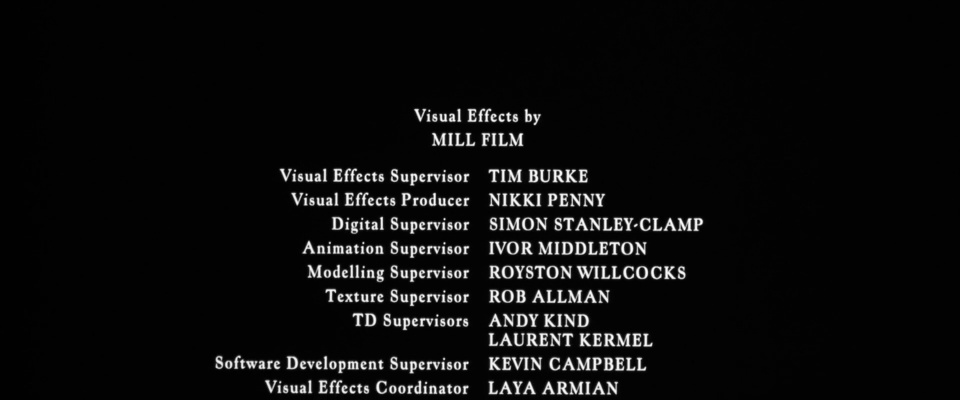 Visual Effects by
MILL FILM
Visual Effects Supervisor TIM BURKE
Visual Effects Producer NIKKI PENNY
Digital Supervisor SIMON STANLEY-CLAMP
Animation Supervisor IVOR MIDDLETON
Modelling Supervisor ROYSTON WILLCOCKS
Texture Supervisor ROB ALLMAN
TD Supervisors ANDY KIND
LAURENT KERMEL
Software Development Supervisor KEVIN CAMPBELL
Visual Effects Coordinator LAYA ARMIAN